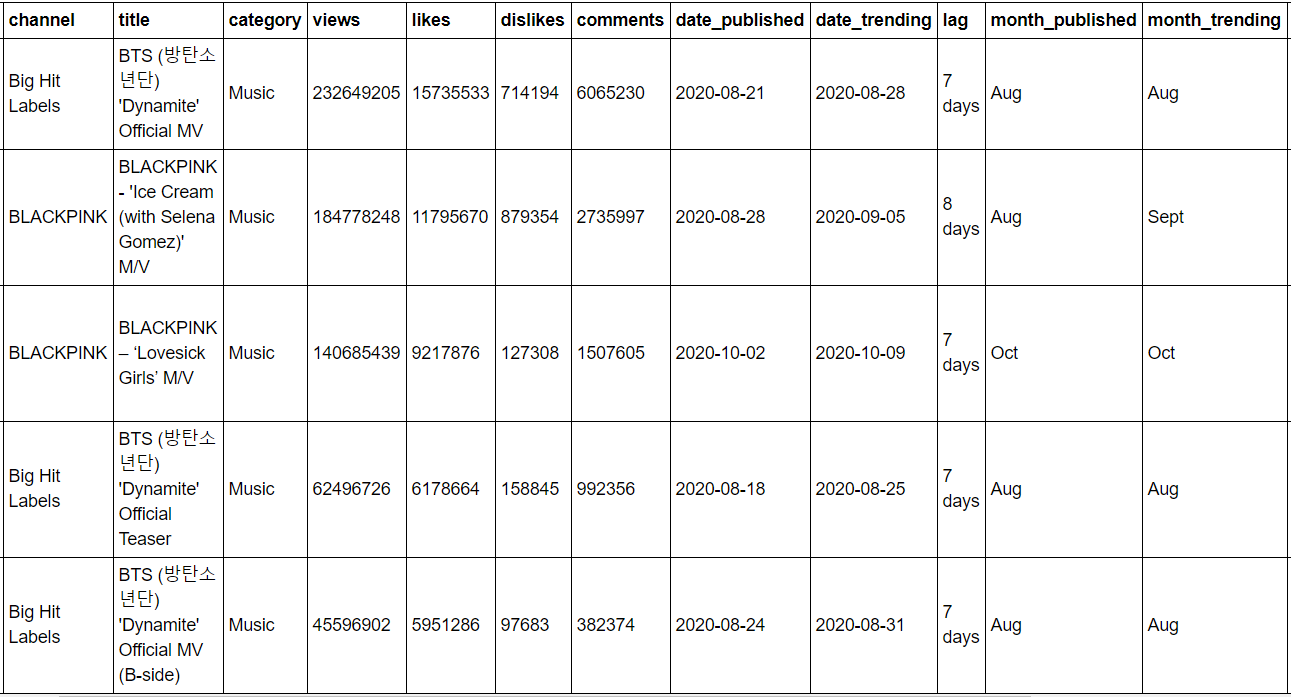 channel title category views likes dislikes comments date_published date_trending lag month_published month_trending
Big Hit
Labels
BTS (방탄소
년단)
'Dynamite'
Official MV
Music
232649205
15735533
714194
6065230
2020-08-21
2020-08-28
7
days
Aug
Aug
BLACKPINK
BLACKPINK
- 'Ice Cream
(with Selena
Gomez)'
M/V
Music
184778248
11795670
879354
2735997
2020-08-28
2020-09-05
8
days
Aug
Sept
BLACKPINK
BLACKPINK
– ‘Lovesick
Girls’ M/V
Music
140685439
9217876
127308
1507605
2020-10-02
2020-10-09
7
days
Oct
Oct
Big Hit
Labels
BTS (방탄소
년단)
'Dynamite'
Official
Teaser
Music
62496726
6178664
158845
992356
2020-08-18
2020-08-25
7
days
Aug
Aug
Big Hit
Labels
BTS (방탄소
년단)
'Dynamite'
Official MV
(B-side)
Music
45596902
5951286
97683
382374
2020-08-24
2020-08-31
7
days
Aug
Aug